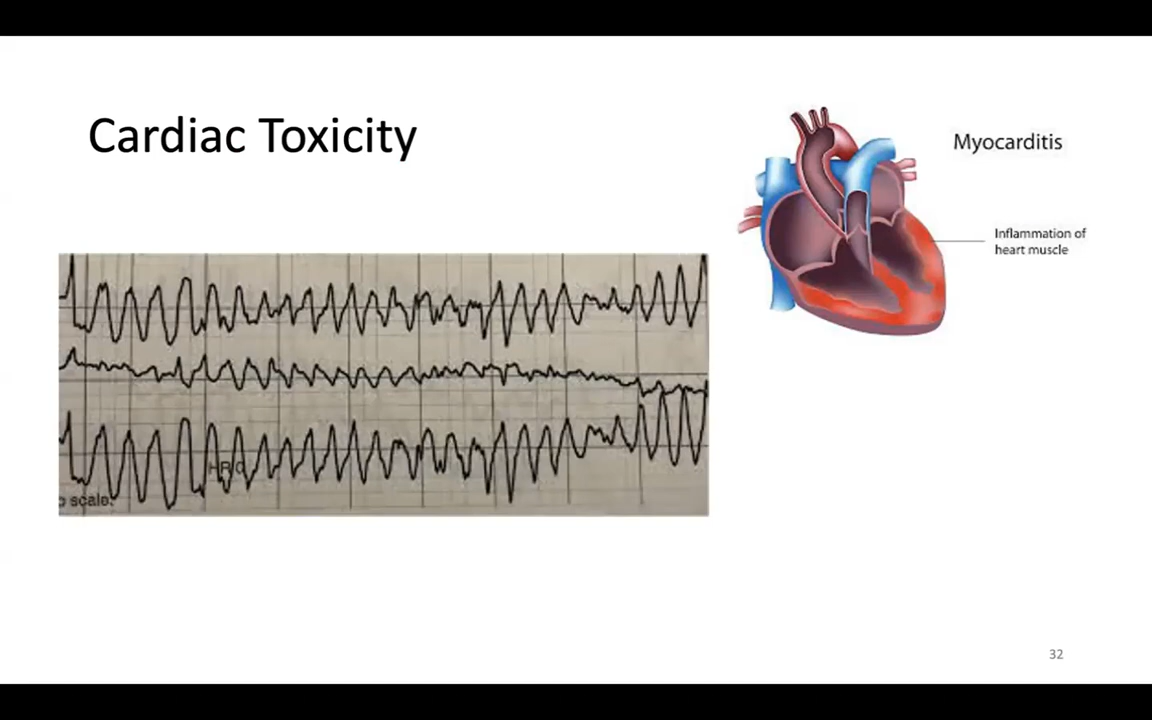 Cardiac Toxicity
Myocarditis
Inflammation of
heart muscle
scale:
32